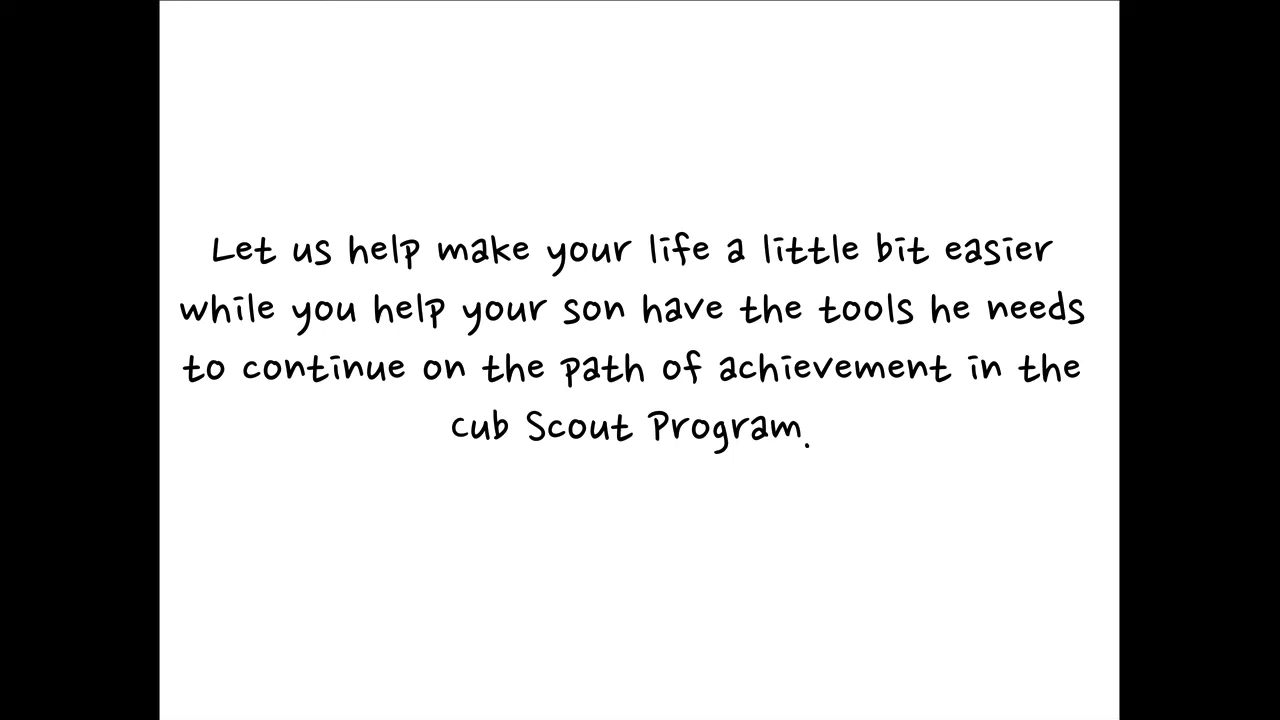 Let us help make your life a little bit easier
while you help your son have the tools he needs
to continue on the path of achievement in the
cub Scout Program.